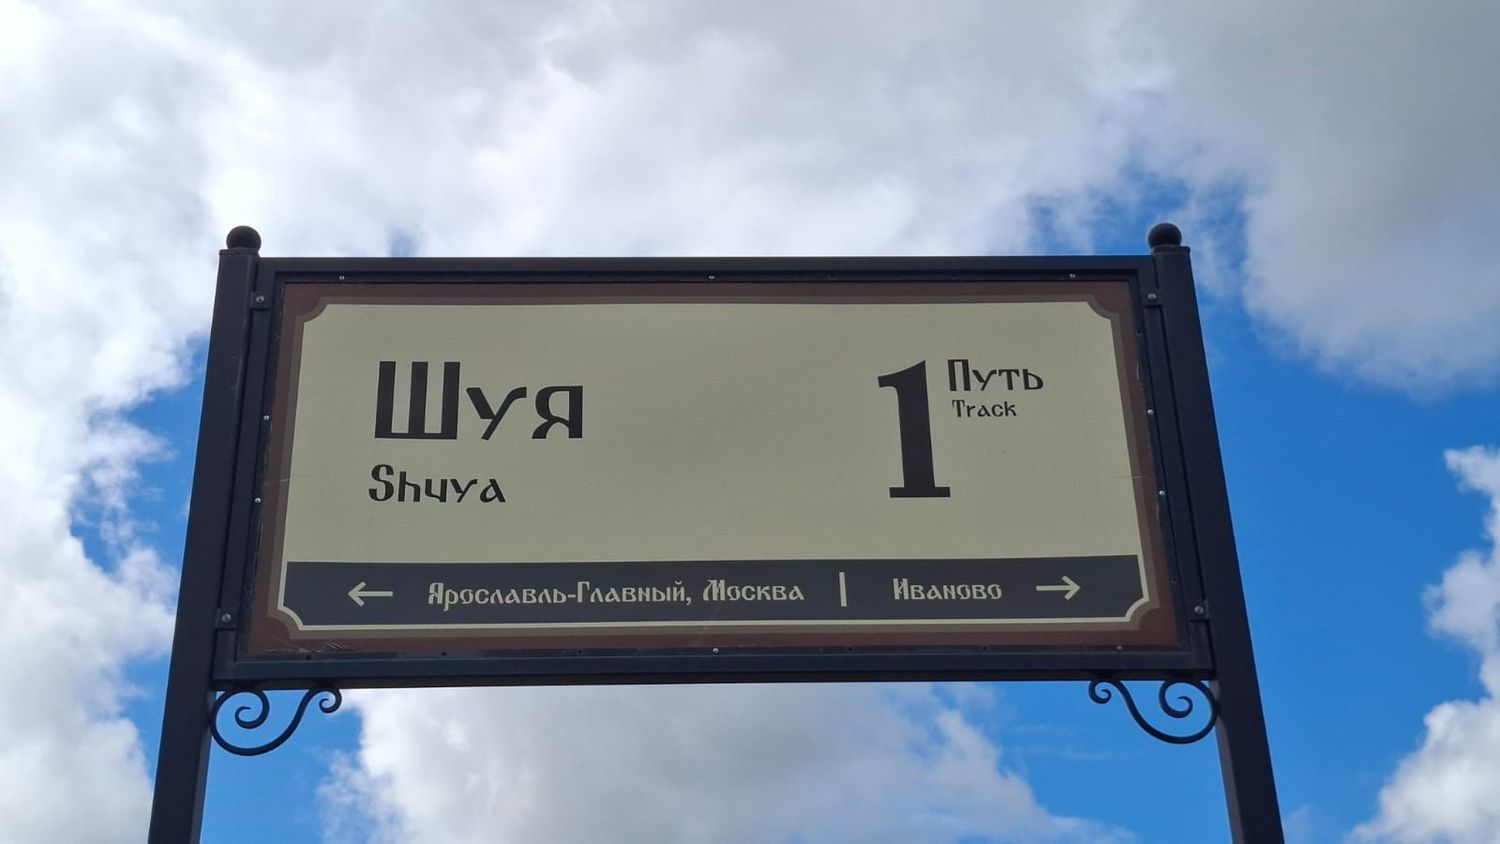 Шуя
Shuya
1 Путь
Track
← Ярославль-Главный, Москва | Иваново →